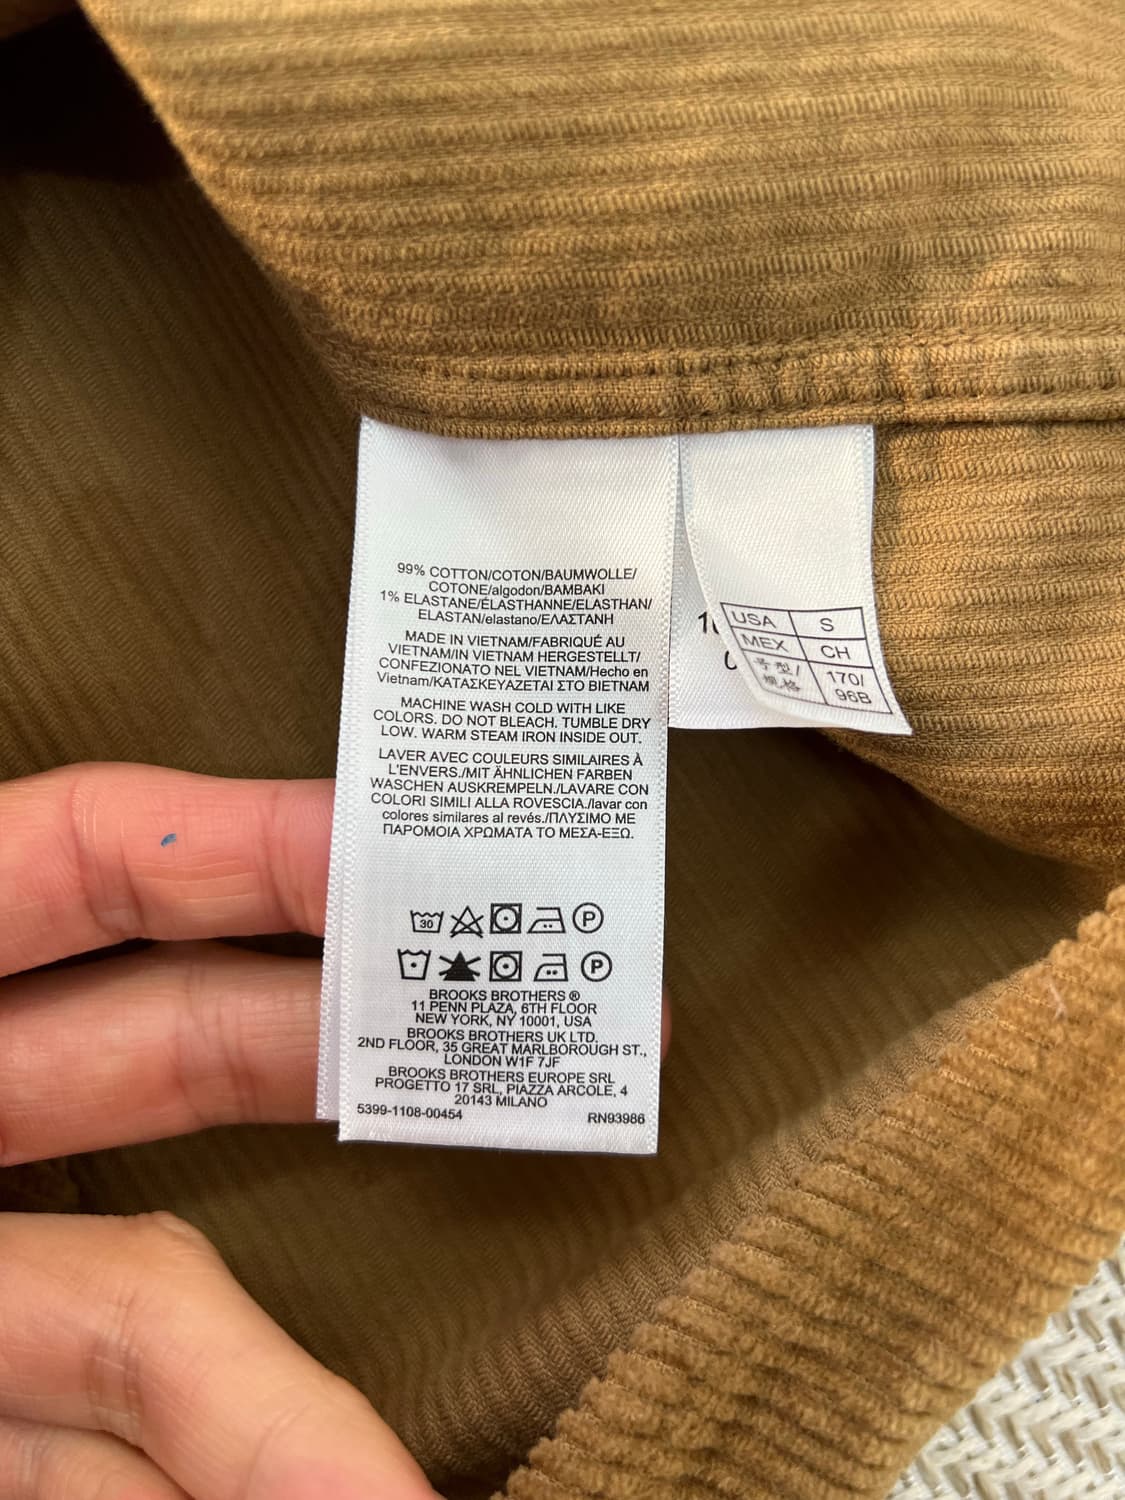 99% COTTON/COTON/BAUMWOLLE/
COTONE/algodon/BAMBAKI
1% ELASTANE/ÉLASTHANNE/ELASTHAN/
ELASTAN/elastano/ΕΛΑΣΤΑΝΗ
MADE IN VIETNAM/FABRIQUÉ AU
VIETNAM/IN VIETNAM HERGESTELLT/
CONFEZIONATO NEL VIETNAM/Hecho en
Vietnam/ΚΑΤΑΣΚΕΥΑΖΕΤΑΙ ΣΤΟ ΒΙΕΤΝΑΜ
MACHINE WASH COLD WITH LIKE
COLORS. DO NOT BLEACH. TUMBLE DRY
LOW. WARM STEAM IRON INSIDE OUT.
LAVER AVEC COULEURS SIMILAIRES À
L'ENVERS./MIT ÄHNLICHEN FARBEN
WASCHEN AUSKREMPELN./LAVARE CON
COLORI SIMILI ALLA ROVESCIA./lavar con
colores similares al revés./ΠΛΥΣΙΜΟ ΜΕ
ΠΑΡΟΜΟΙΑ ΧΡΩΜΑΤΑ ΤΟ ΜΕΣΑ-ΕΞΩ.
30 P
P
BROOKS BROTHERS ®
11 PENN PLAZA, 6TH FLOOR
NEW YORK, NY 10001, USA
BROOKS BROTHERS UK LTD.
2ND FLOOR, 35 GREAT MARLBOROUGH ST.,
LONDON W1F 7JF
BROOKS BROTHERS EUROPE SRL
PROGETTO 17 SRL, PIAZZA ARCOLE, 4
20143 MILANO
5399-1108-00454 RN93986
USA S
MEX CH
号型/ 170/
规格 96B